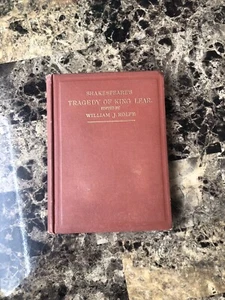 SHAKESPEARE'S
TRAGEDY OF KING LEAR
EDITED BY
WILLIAM J. ROLFE